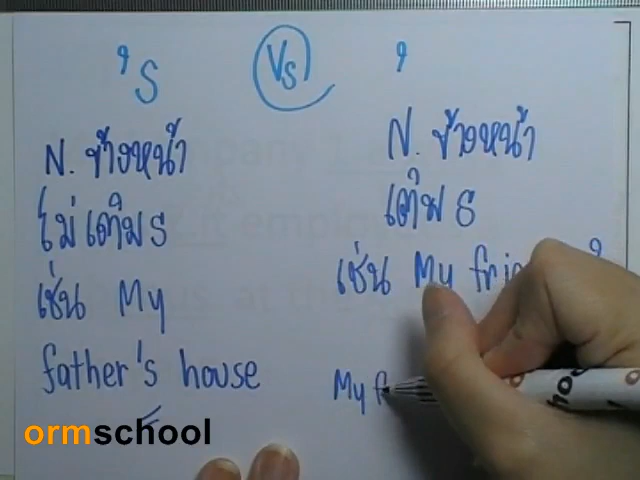 's Vs '
N. ข้างหน้า
ไม่เติม s
เช่น My
father's house
N. ข้างหน้า
เติม s
เช่น My
My f
ormschool